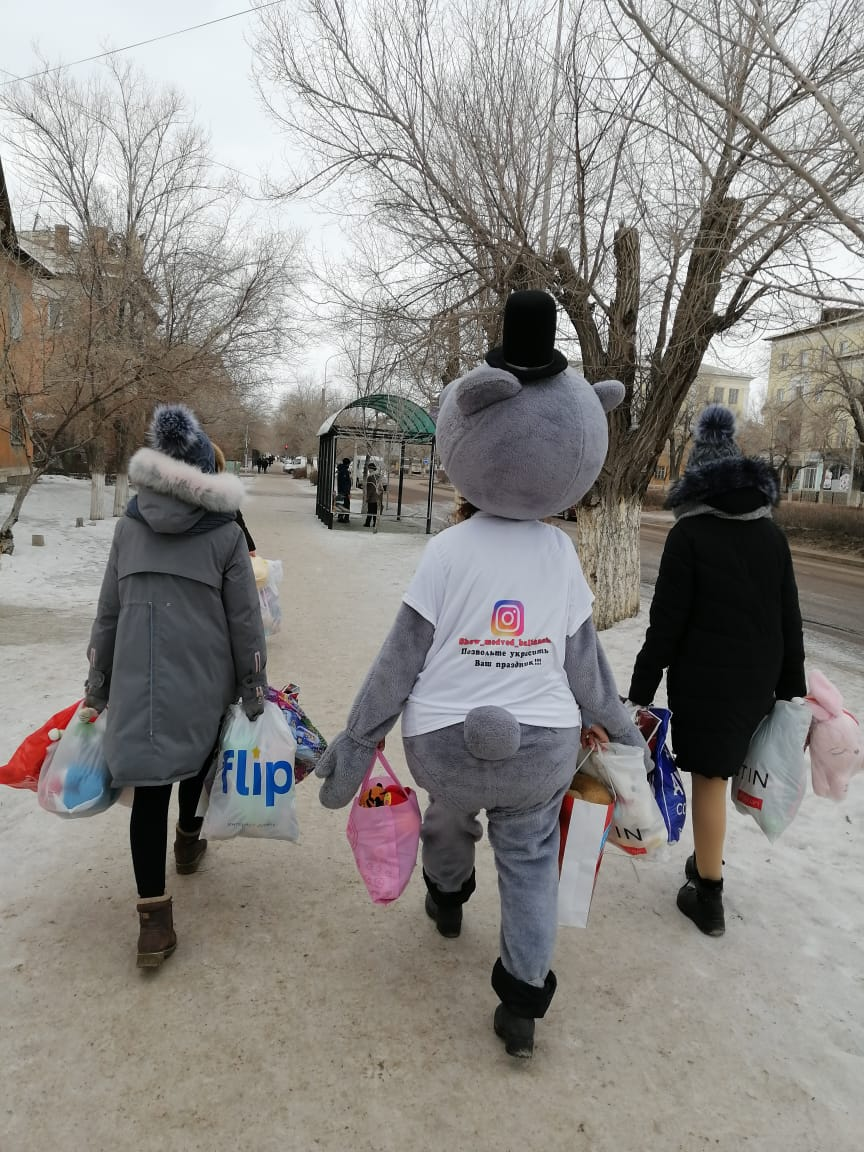 flip
Show_medved_balkhash
Позвольте украсить
Ваш праздник!!!
IN
TIN